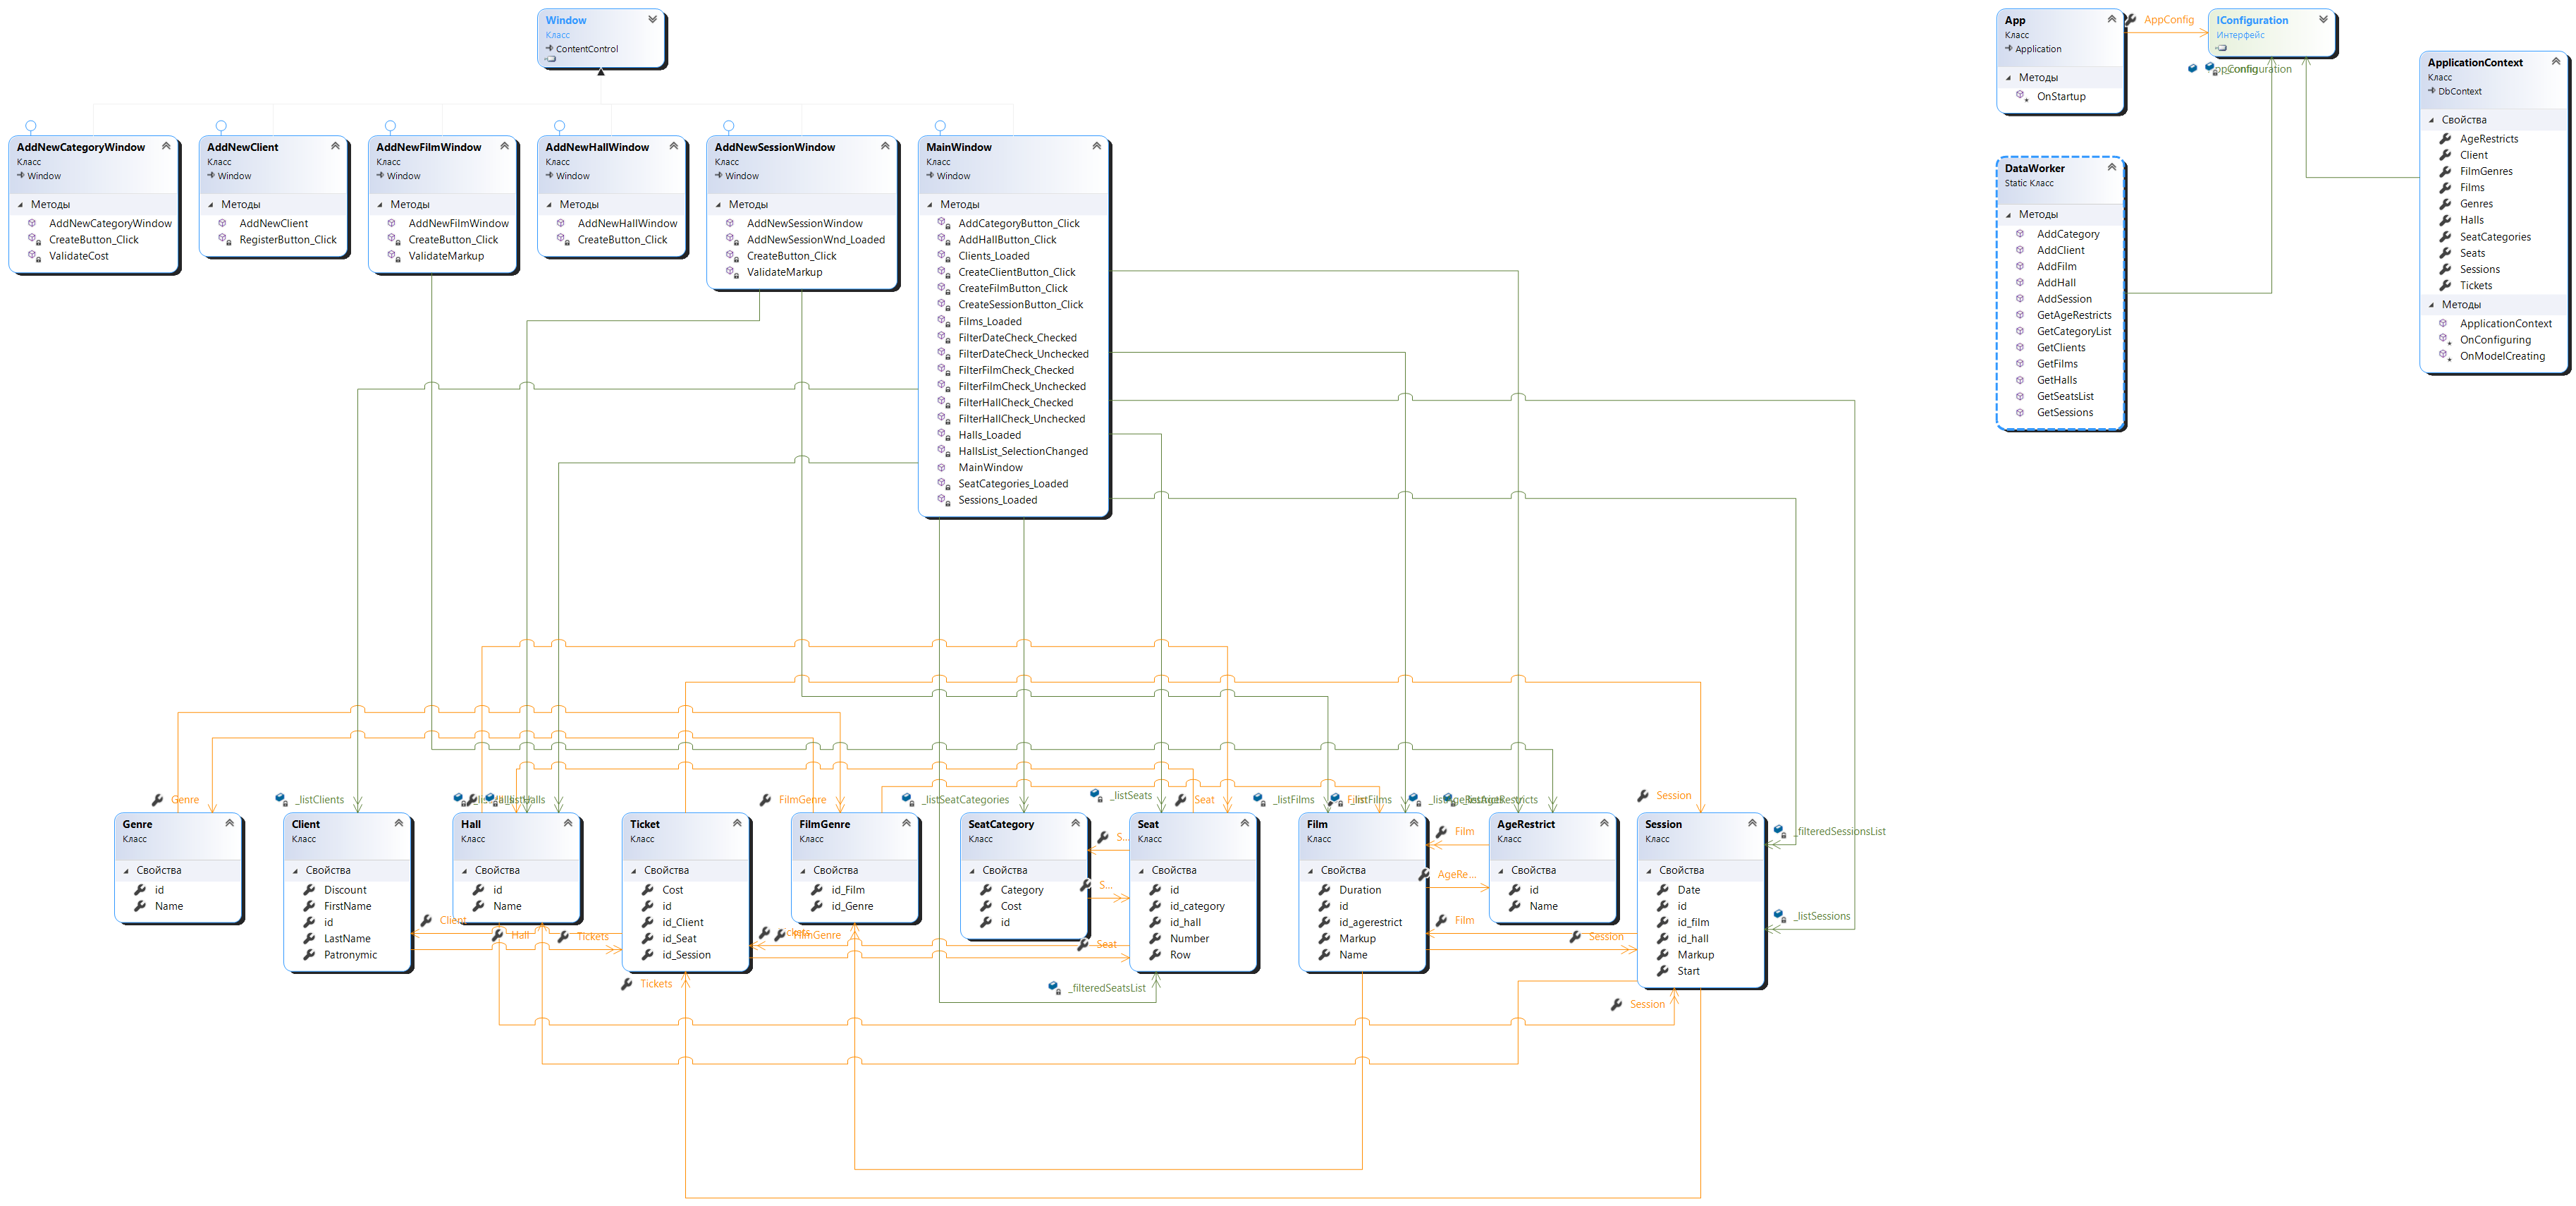 Window
Класс
ContentControl
App
Класс
Application
Методы
OnStartup
AppConfig
IConfiguration
Интерфейс
ApplicationContext
Класс
DbContext
Свойства
AgeRestricts
Client
FilmGenres
Films
Genres
Halls
SeatCategories
Seats
Sessions
Tickets
Методы
ApplicationContext
OnConfiguring
OnModelCreating
DataWorker
Static Класс
Методы
AddCategory
AddClient
AddFilm
AddHall
AddSession
GetAgeRestricts
GetCategoryList
GetClients
GetFilms
GetHalls
GetSeatsList
GetSessions
AddNewCategoryWindow
Класс
Window
Методы
AddNewCategoryWindow
CreateButton_Click
ValidateCost
AddNewClient
Класс
Window
Методы
AddNewClient
RegisterButton_Click
AddNewFilmWindow
Класс
Window
Методы
AddNewFilmWindow
CreateButton_Click
ValidateMarkup
AddNewHallWindow
Класс
Window
Методы
AddNewHallWindow
CreateButton_Click
AddNewSessionWindow
Класс
Window
Методы
AddNewSessionWindow
AddNewSessionWnd_Loaded
CreateButton_Click
ValidateMarkup
MainWindow
Класс
Window
Методы
AddCategoryButton_Click
AddHallButton_Click
Clients_Loaded
CreateClientButton_Click
CreateFilmButton_Click
CreateSessionButton_Click
Films_Loaded
FilterDateCheck_Checked
FilterDateCheck_Unchecked
FilterFilmCheck_Checked
FilterFilmCheck_Unchecked
FilterHallCheck_Checked
FilterHallCheck_Unchecked
Halls_Loaded
HallsList_SelectionChanged
MainWindow
SeatCategories_Loaded
Sessions_Loaded
Genre
_listClients
FilmGenre
_listSeatCategories
_listSeats
Seat
_listFilms
Session
Genre
Класс
Свойства
id
Name
Client
Класс
Свойства
Discount
FirstName
id
LastName
Patronymic
Hall
Класс
Свойства
id
Name
Ticket
Класс
Свойства
Cost
id
id_Client
id_Seat
id_Session
FilmGenre
Класс
Свойства
id_Film
id_Genre
SeatCategory
Класс
Свойства
Category
Cost
id
Seat
Класс
Свойства
id
id_category
id_hall
Number
Row
Film
Класс
Свойства
Duration
id
id_agerestrict
Markup
Name
AgeRestrict
Класс
Свойства
id
Name
Session
Класс
Свойства
Date
id
id_film
id_hall
Markup
Start
S...
S...
Film
AgeRe...
Film
Session
_filteredSessionsList
_listSessions
Client
Hall
Tickets
FilmGenre
Seat
Tickets
_filteredSeatsList
Session